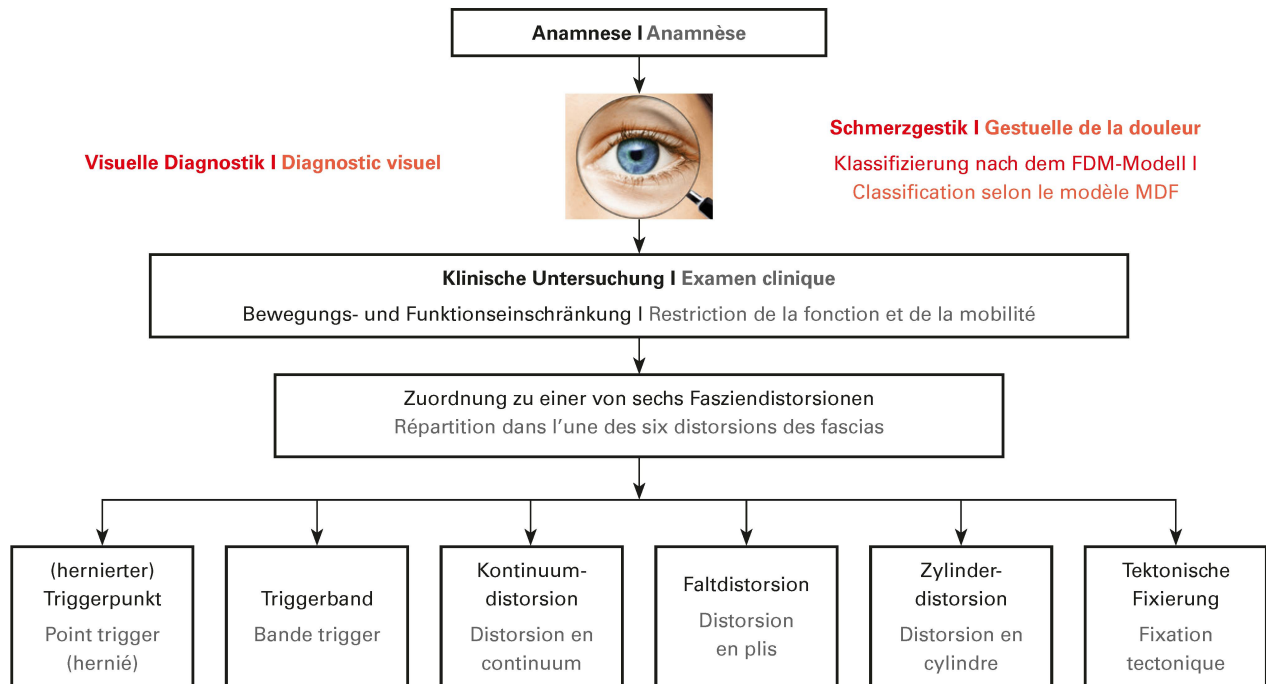 Anamnese I Anamnèse
Visuelle Diagnostik I Diagnostic visuel
Schmerzgestik I Gestuelle de la douleur
Klassifizierung nach dem FDM-Modell I
Classification selon le modèle MDF
Klinische Untersuchung I Examen clinique
Bewegungs- und Funktionseinschränkung I Restriction de la fonction et de la mobilité
Zuordnung zu einer von sechs Fasziendistorsionen
Répartition dans l’une des six distorsions des fascias
(hernierter)
Triggerpunkt
Point trigger
(hernié)
Triggerband
Bande trigger
Kontinuum-
distorsion
Distorsion en
continuum
Faltdistorsion
Distorsion
en plis
Zylinder-
distorsion
Distorsion en
cylindre
Tektonische
Fixierung
Fixation
tectonique